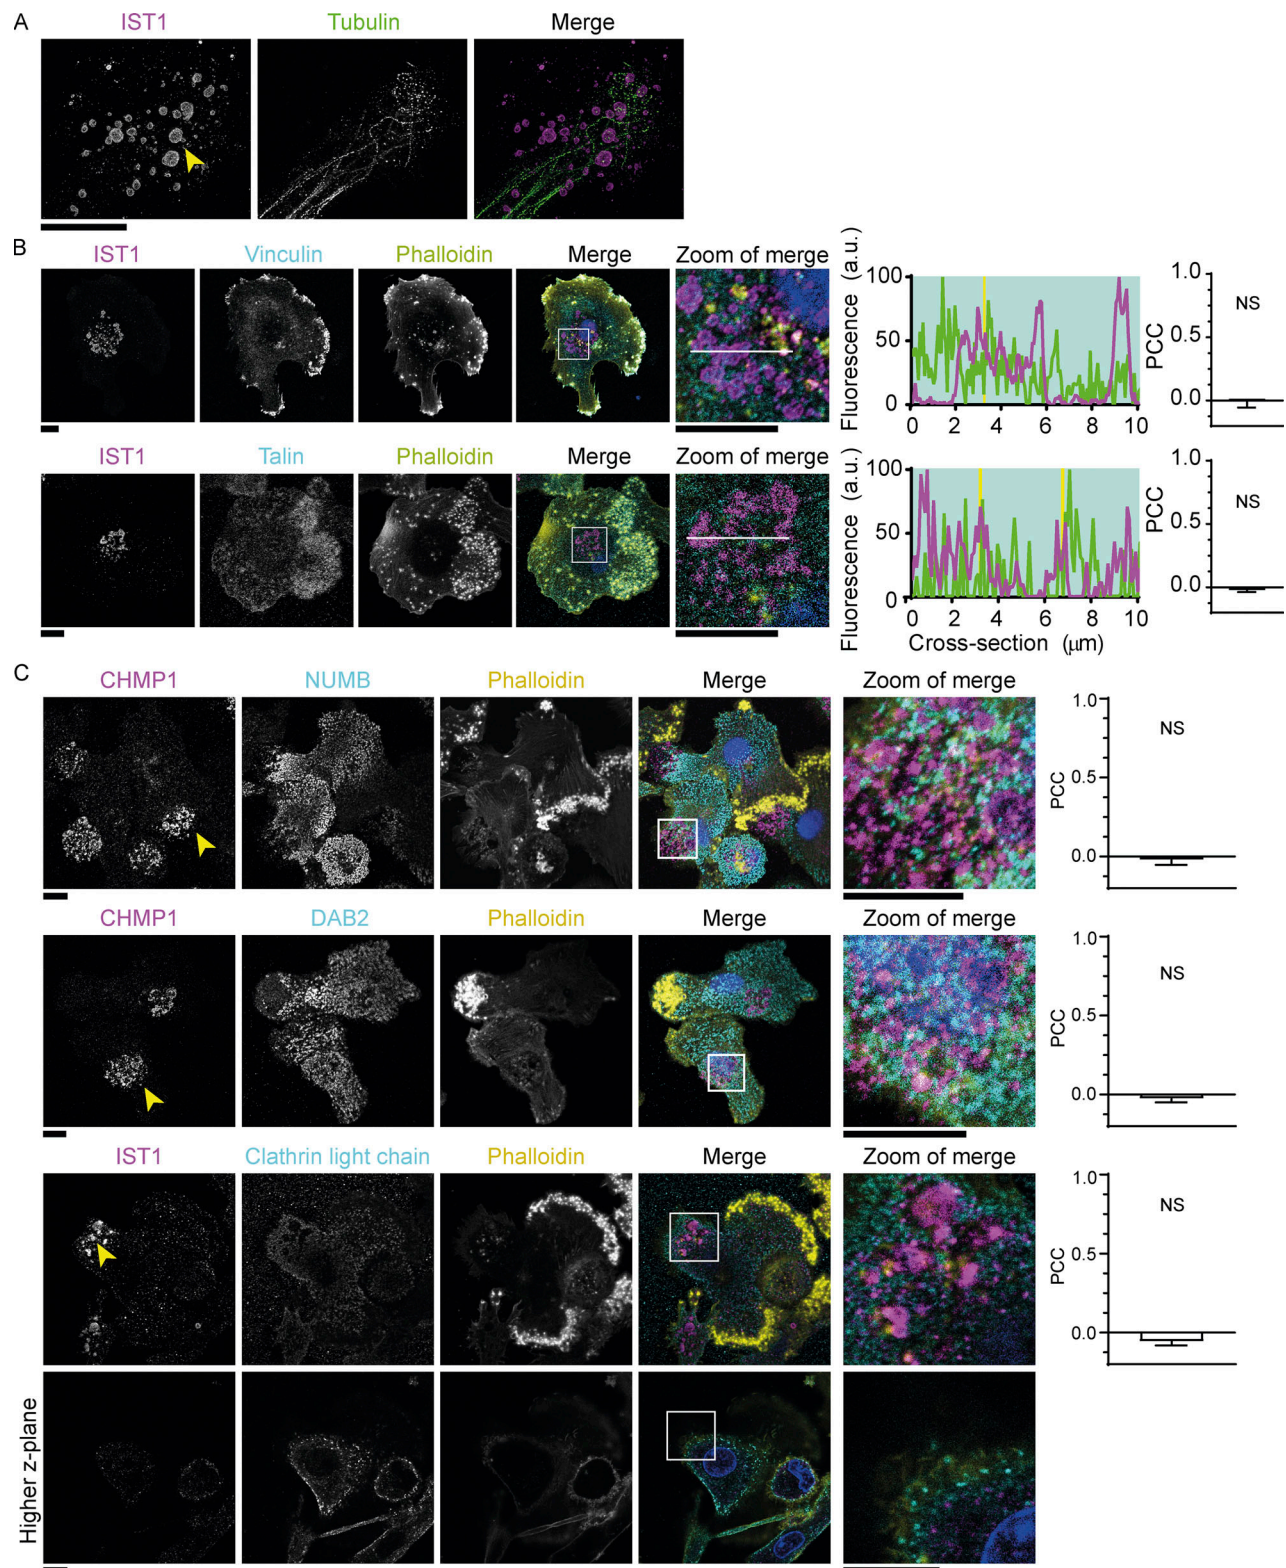 A
IST1 Tubulin Merge
B
IST1 Vinculin Phalloidin Merge Zoom of merge
Fluorescence (a.u.)
100
50
0
0 2 4 6 8 10
PCC
1.0
0.5
0.0
NS
IST1 Talin Phalloidin Merge Zoom of merge
Fluorescence (a.u.)
100
50
0
0 2 4 6 8 10
Cross-section (μm)
PCC
1.0
0.5
0.0
NS
C
CHMP1 NUMB Phalloidin Merge Zoom of merge
PCC
1.0
0.5
0.0
NS
CHMP1 DAB2 Phalloidin Merge Zoom of merge
PCC
1.0
0.5
0.0
NS
IST1 Clathrin light chain Phalloidin Merge Zoom of merge
PCC
1.0
0.5
0.0
NS
Higher z-plane